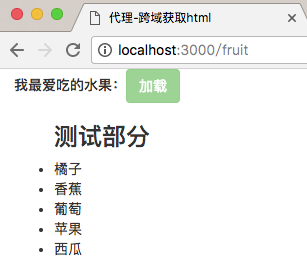 代理-跨域获取html
localhost:3000/fruit
我最爱吃的水果： 加载
测试部分
橘子
香蕉
葡萄
苹果
西瓜